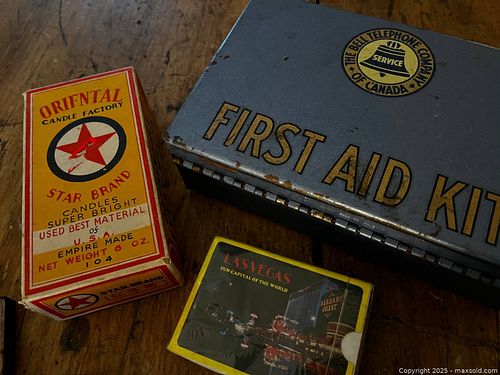 ORIENTAL
CANDLE FACTORY
STAR BRAND
CANDLES
SUPER BRIGHT
USED BEST MATERIAL
OF
U.S.A.
EMPIRE MADE
NET WEIGHT 8 OZ.
104
STAR BRAND
THE BELL TELEPHONE COMPANY
OF CANADA
SERVICE
FIRST AID KIT
LAS VEGAS
FUN CAPITAL OF THE WORLD
BARBARY
COAST
Copyright 2025 - maxsold.com